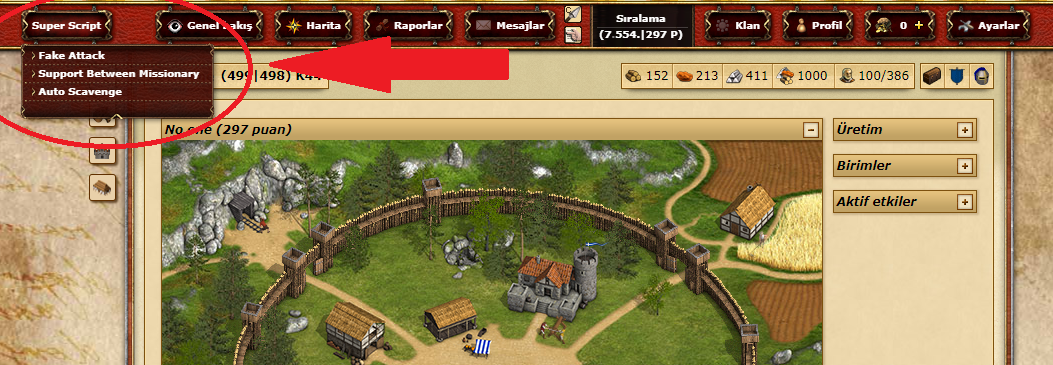 Super Script
Genel Bakış
Harita
Raporlar
Mesajlar
Sıralama
(7.554.|297 P)
Klan
Profil
0 +
Ayarlar
Fake Attack
Support Between Missionary
Auto Scavenge
(499|498) K44
152
213
411
1000
100/386
No one (297 puan)
Üretim
Birimler
Aktif etkiler